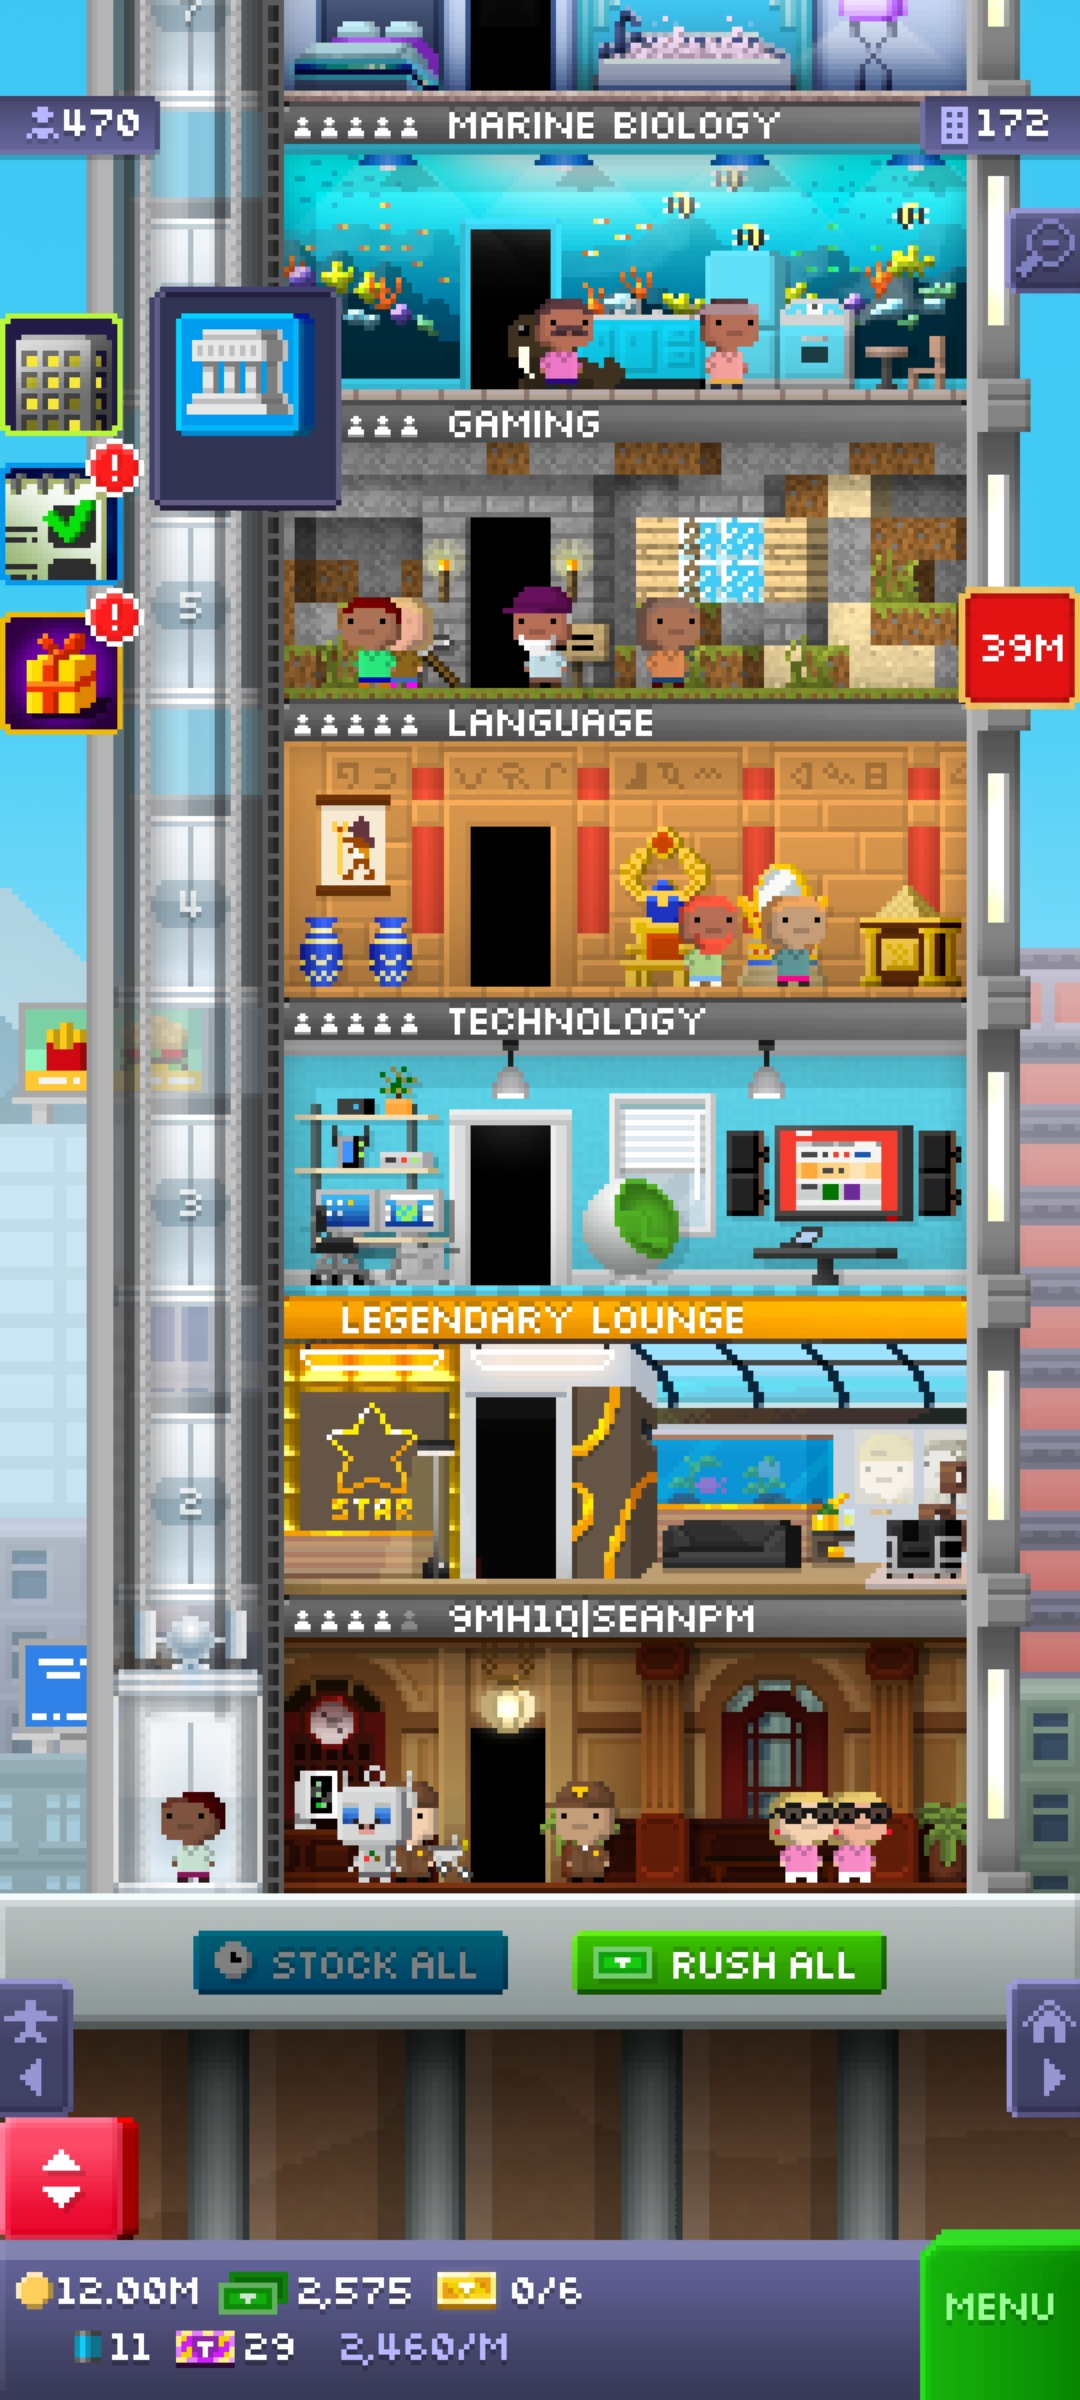 7
470
MARINE BIOLOGY
172
GAMING
5
39M
LANGUAGE
4
TECHNOLOGY
3
LEGENDARY LOUNGE
STAR
2
9MH1Q|SEANPM
STOCK ALL
RUSH ALL
12.00M 2,575 0/6
11 29 2,460/M
MENU